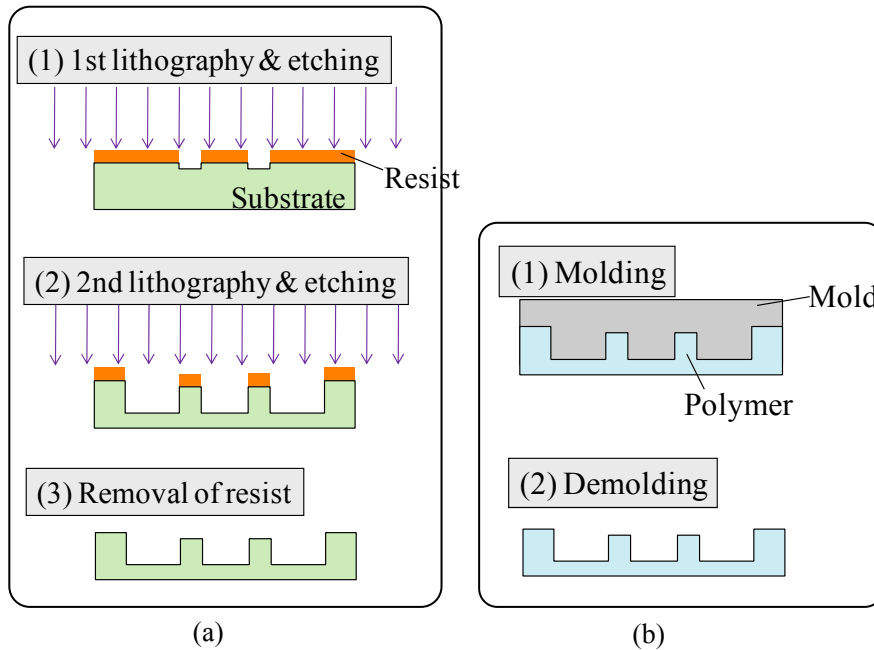 (1) 1st lithography & etching
Resist
Substrate
(2) 2nd lithography & etching
(3) Removal of resist
(a)
(1) Molding
Mold
Polymer
(2) Demolding
(b)